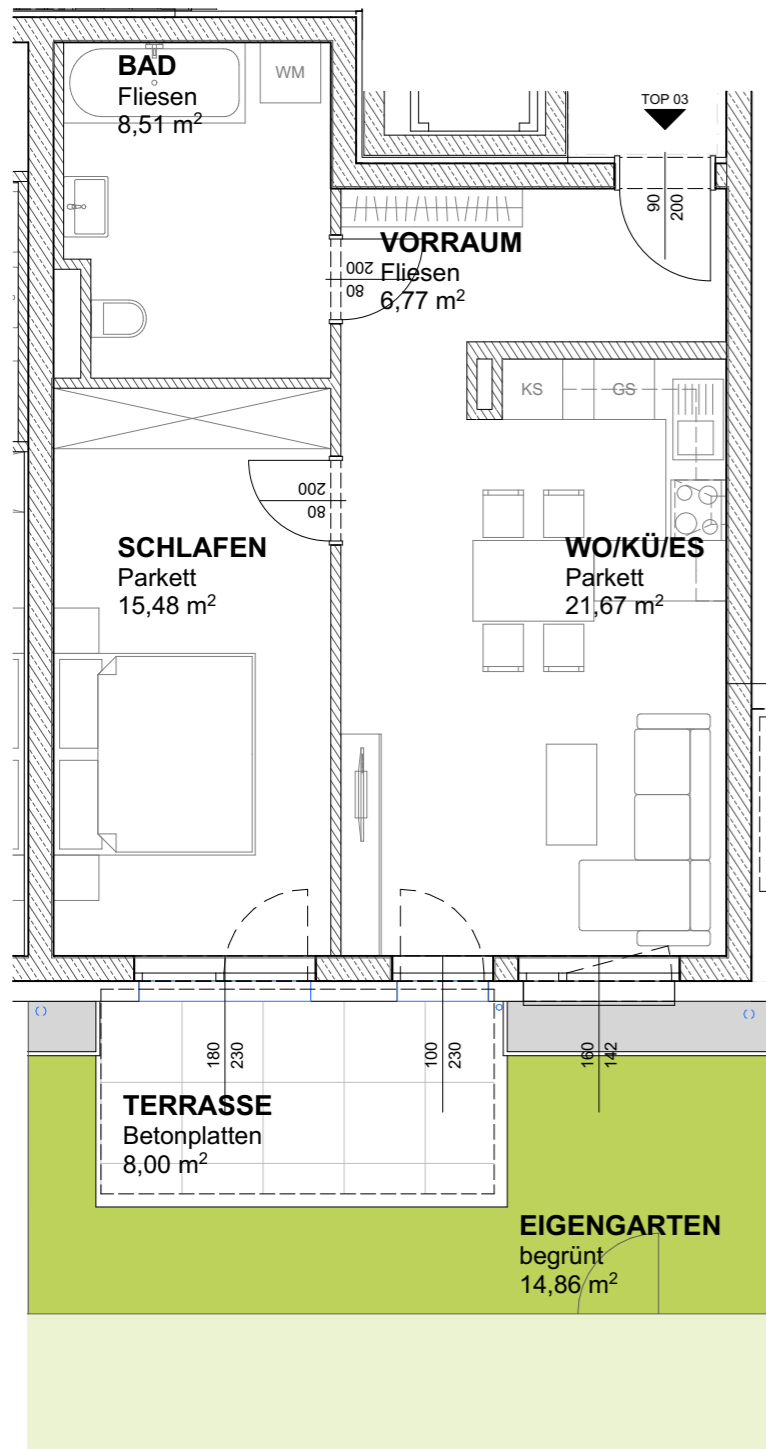 BAD
Fliesen
8,51 m²
WM
TOP 03
90
200
VORRAUM
Fliesen
6,77 m²
200
80
KS
GS
200
80
SCHLAFEN
Parkett
15,48 m²
WO/KÜ/ES
Parkett
21,67 m²
180
230
100
230
160
142
TERRASSE
Betonplatten
8,00 m²
EIGENGARTEN
begrünt
14,86 m²